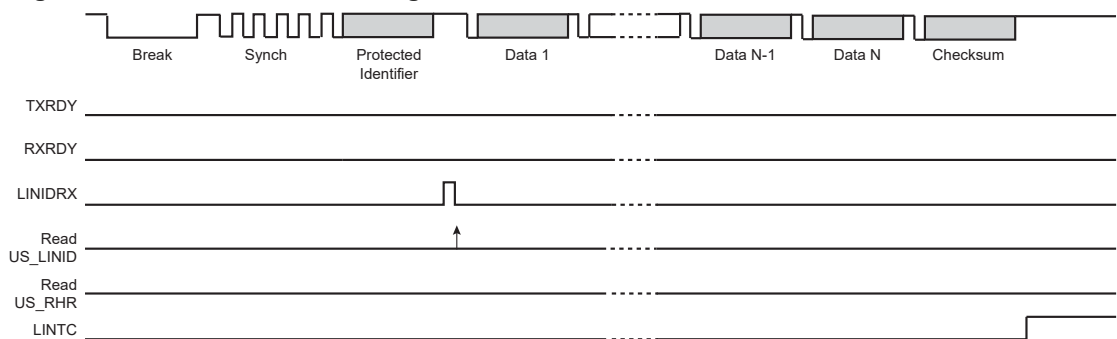 Break Synch Protected Identifier Data 1 Data N-1 Data N Checksum
TXRDY
RXRDY
LINIDRX
Read
US_LINID
Read
US_RHR
LINTC